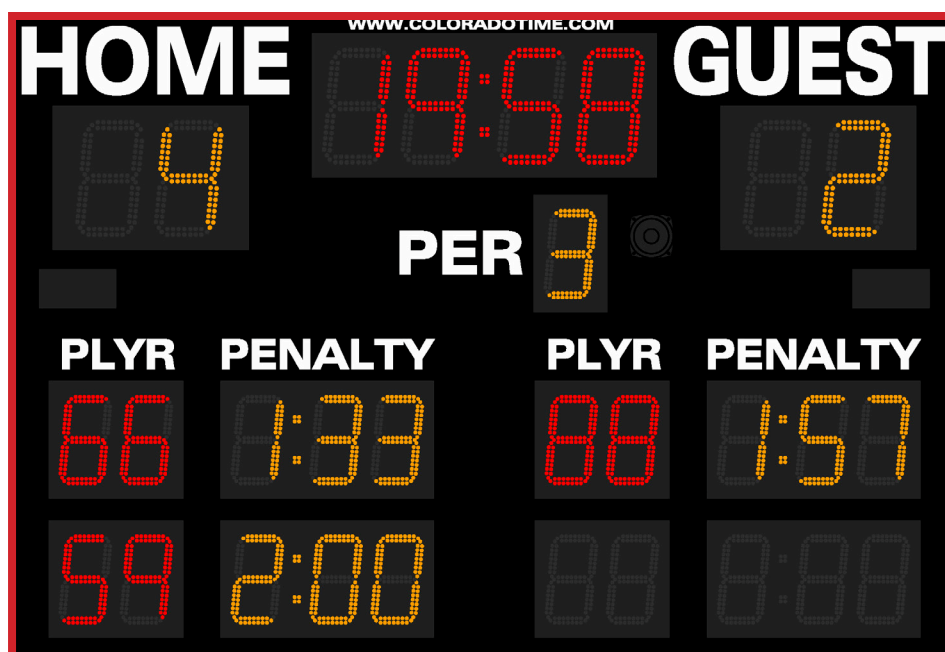 WWW.COLORADOTIME.COM
HOME 19:58 GUEST
4 2
PER 3
PLYR PENALTY PLYR PENALTY
66 1:33 88 1:57
59 2:00